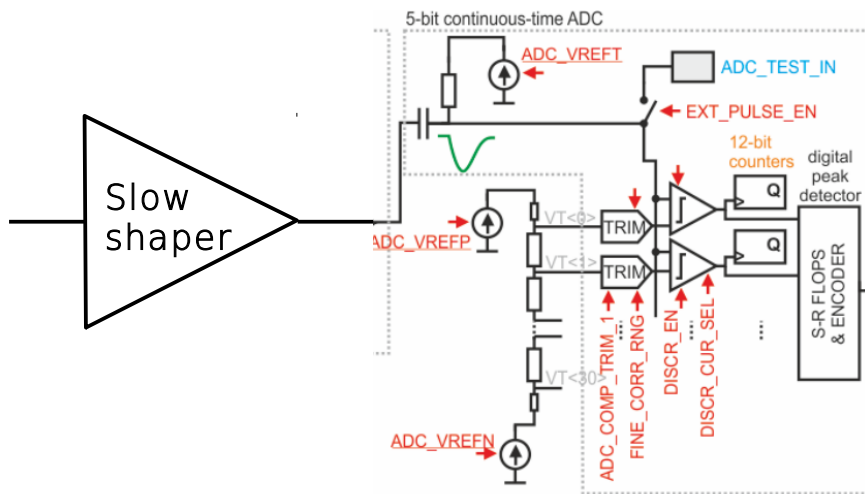 5-bit continuous-time ADC
ADC_VREFT
ADC_TEST_IN
EXT_PULSE_EN
12-bit
counters
digital
peak
detector
Slow
shaper
Q
ADC_VREFP
VT<0>
TRIM
Q
VT<1>
TRIM
S-R FLOPS
& ENCODER
VT<30>
ADC_COMP_TRIM_1
FINE_CORR_RNG
DISCR_EN
DISCR_CUR_SEL
ADC_VREFN